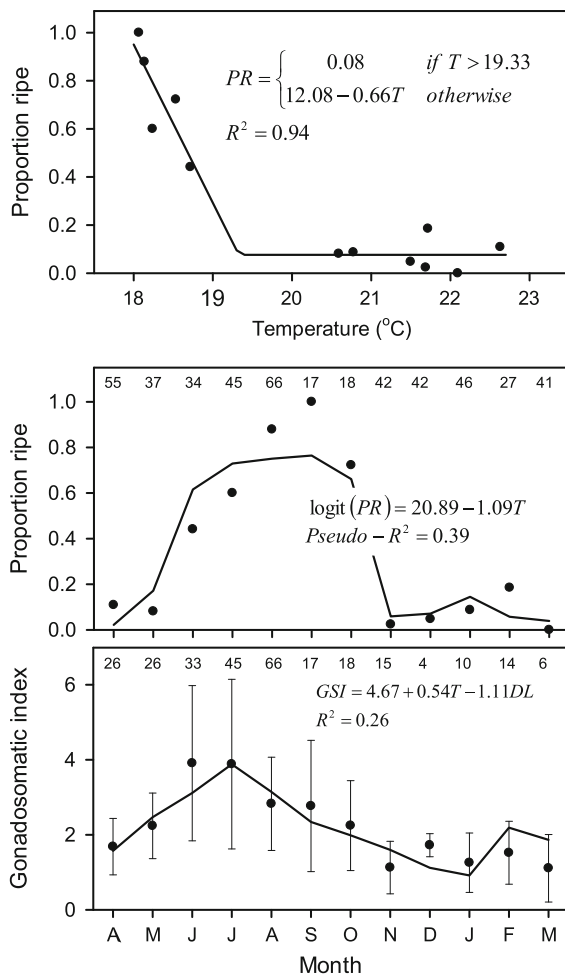 1.0
0.8
0.6
0.4
0.2
0.0
Proportion ripe
PR = { 0.08 if T > 19.33
12.08 – 0.66T otherwise
R² = 0.94
18 19 20 21 22 23
Temperature (°C)
55 37 34 45 66 17 18 42 42 46 27 41
1.0
0.8
0.6
0.4
0.2
0.0
Proportion ripe
logit(PR) = 20.89 – 1.09T
Pseudo – R² = 0.39
26 26 33 45 66 17 18 15 4 10 14 6
6
4
2
0
Gonadosomatic index
GSI = 4.67 + 0.54T – 1.11DL
R² = 0.26
A M J J A S O N D J F M
Month